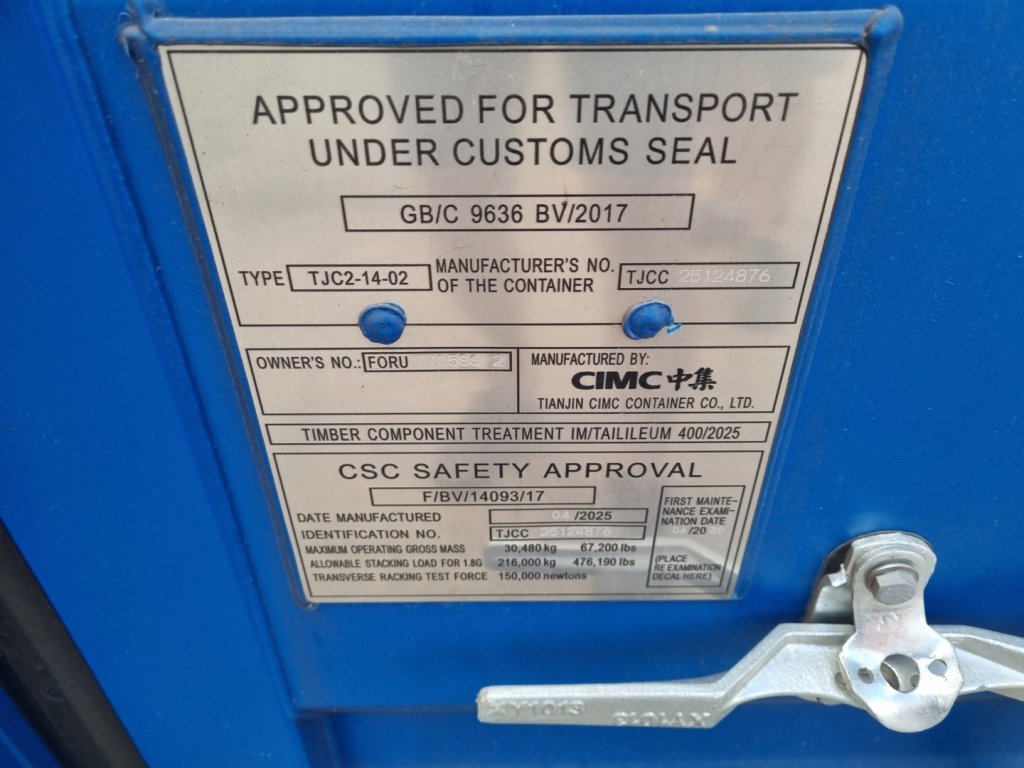 APPROVED FOR TRANSPORT
UNDER CUSTOMS SEAL
GB/C 9636 BV/2017
TYPE TJC2-14-02 MANUFACTURER'S NO. OF THE CONTAINER TJCC 25124876
OWNER'S NO.: FORU
MANUFACTURED BY:
CIMC 中集
TIANJIN CIMC CONTAINER CO., LTD.
TIMBER COMPONENT TREATMENT IM/TAILILEUM 400/2025
CSC SAFETY APPROVAL
F/BV/14093/17
DATE MANUFACTURED 04/2025
IDENTIFICATION NO. TJCC 25124876
MAXIMUM OPERATING GROSS MASS 30,480 kg 67,200 lbs
ALLOWABLE STACKING LOAD FOR 1.8G 216,000 kg 476,190 lbs
TRANSVERSE RACKING TEST FORCE 150,000 newtons
FIRST MAINTE-
NANCE EXAMI-
NATION DATE
(PLACE
RE EXAMINATION
DECAL HERE)